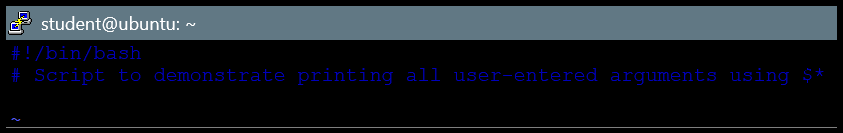 student@ubuntu: ~
#!/bin/bash
# Script to demonstrate printing all user-entered arguments using $*
~